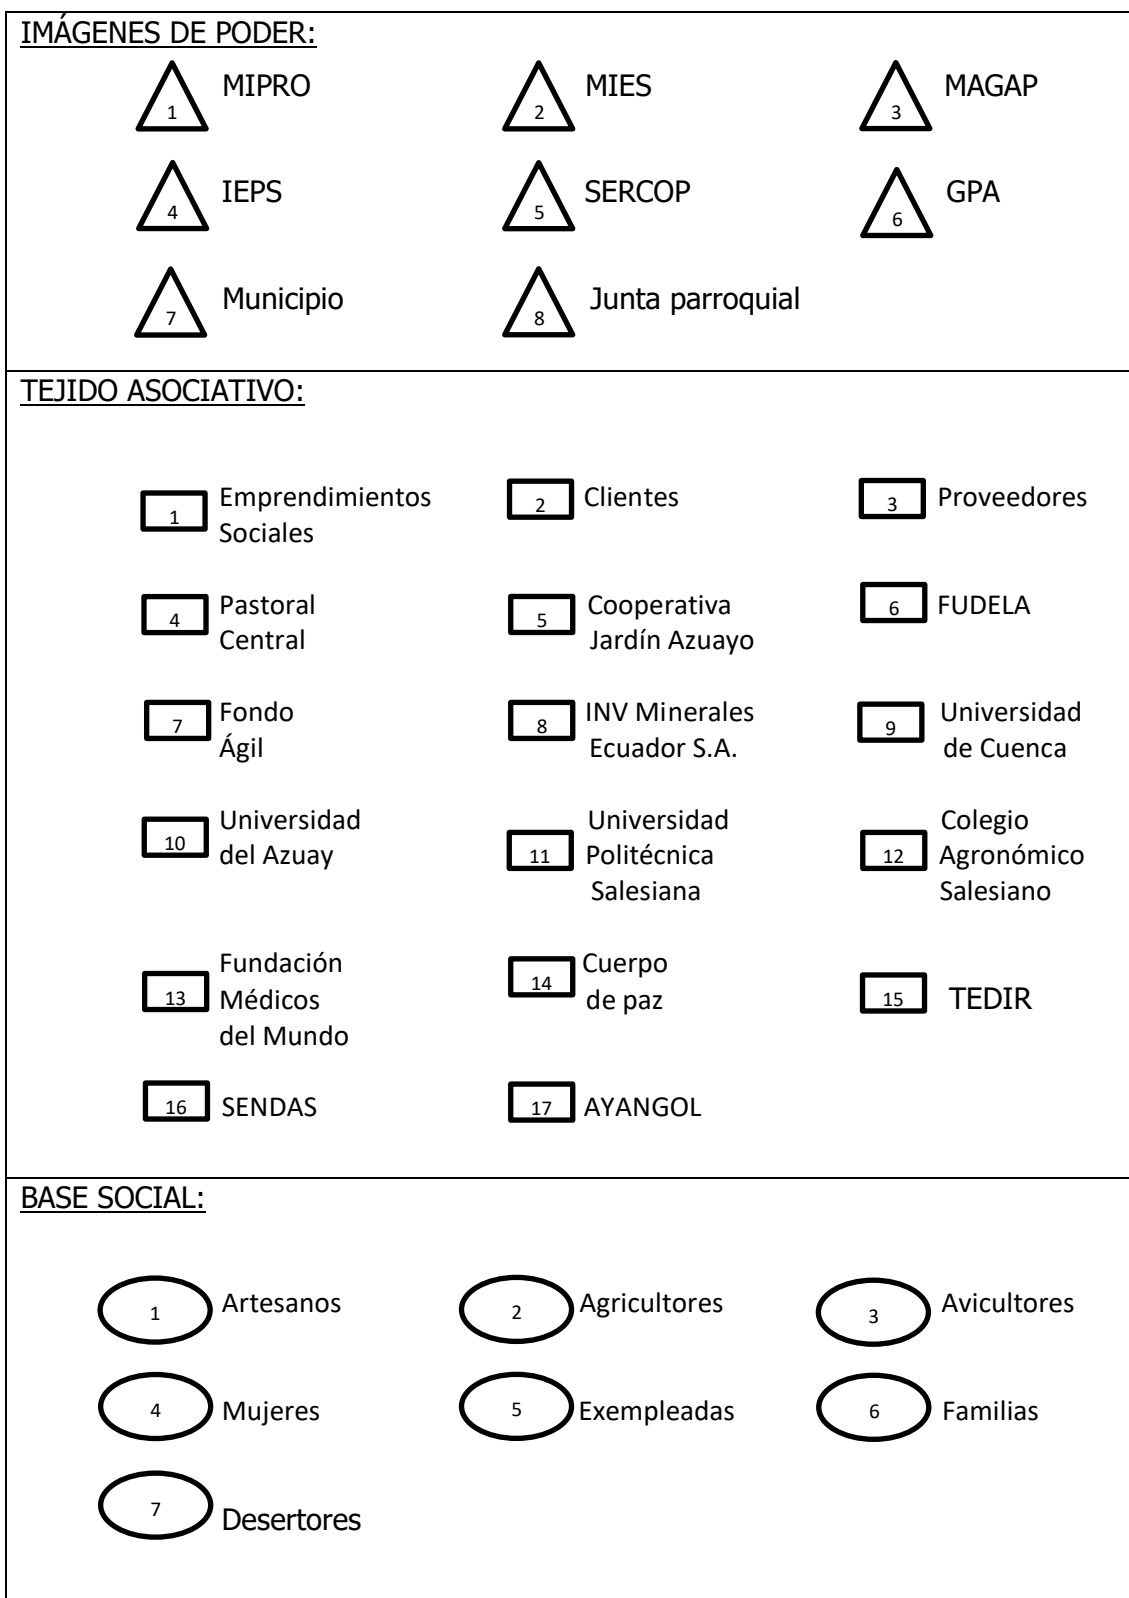 IMÁGENES DE PODER:
1 MIPRO
2 MIES
3 MAGAP
4 IEPS
5 SERCOP
6 GPA
7 Municipio
8 Junta parroquial
TEJIDO ASOCIATIVO:
1 Emprendimientos
Sociales
2 Clientes
3 Proveedores
4 Pastoral
Central
5 Cooperativa
Jardín Azuayo
6 FUDELA
7 Fondo
Ágil
8 INV Minerales
Ecuador S.A.
9 Universidad
de Cuenca
10 Universidad
del Azuay
11 Universidad
Politécnica
Salesiana
12 Colegio
Agronómico
Salesiano
13 Fundación
Médicos
del Mundo
14 Cuerpo
de paz
15 TEDIR
16 SENDAS
17 AYANGOL
BASE SOCIAL:
1 Artesanos
2 Agricultores
3 Avicultores
4 Mujeres
5 Exempleadas
6 Familias
7 Desertores